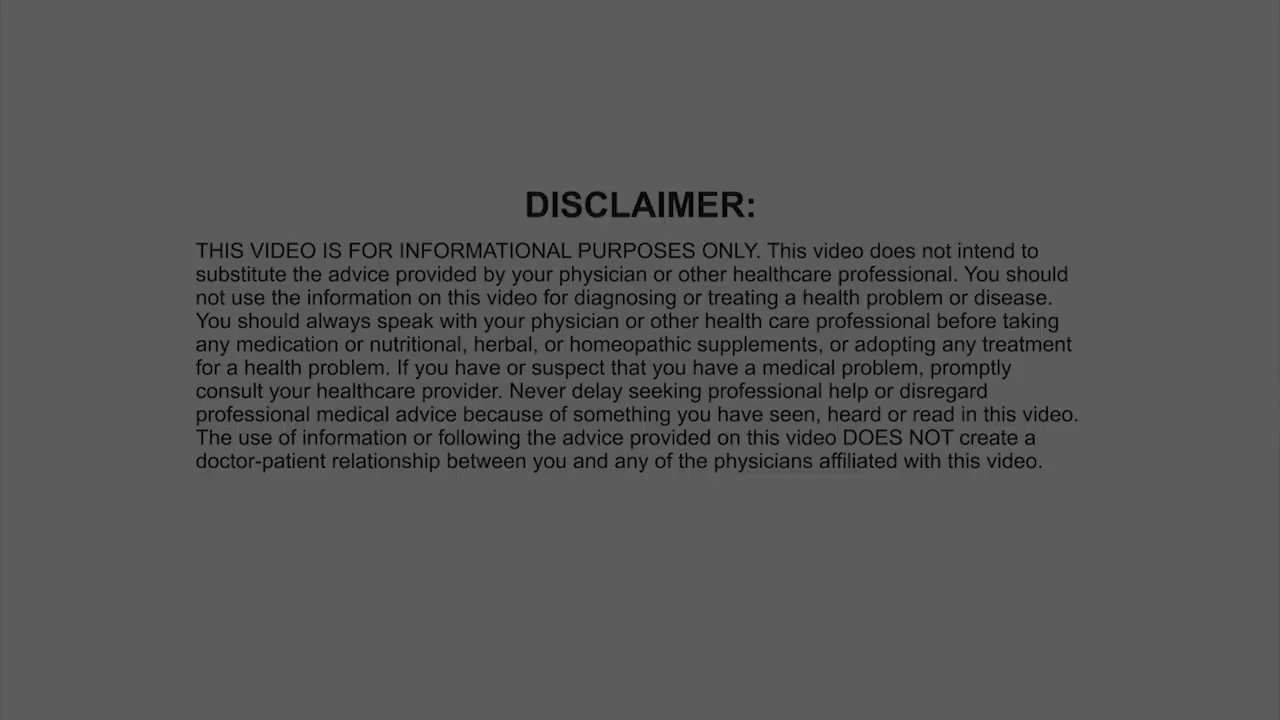 DISCLAIMER:
THIS VIDEO IS FOR INFORMATIONAL PURPOSES ONLY. This video does not intend to
substitute the advice provided by your physician or other healthcare professional. You should
not use the information on this video for diagnosing or treating a health problem or disease.
You should always speak with your physician or other health care professional before taking
any medication or nutritional, herbal, or homeopathic supplements, or adopting any treatment
for a health problem. If you have or suspect that you have a medical problem, promptly
consult your healthcare provider. Never delay seeking professional help or disregard
professional medical advice because of something you have seen, heard or read in this video.
The use of information or following the advice provided on this video DOES NOT create a
doctor-patient relationship between you and any of the physicians affiliated with this video.